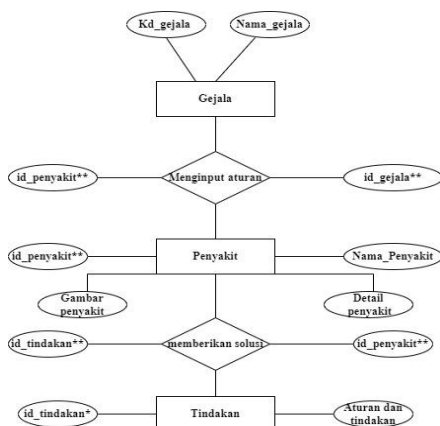 Kd_gejala
Nama_gejala
Gejala
id_penyakit**
Menginput aturan
id_gejala**
id_penyakit**
Penyakit
Nama_Penyakit
Gambar
penyakit
Detail
penyakit
id_tindakan**
memberikan solusi
id_penyakit**
id_tindakan*
Tindakan
Aturan dan
tindakan